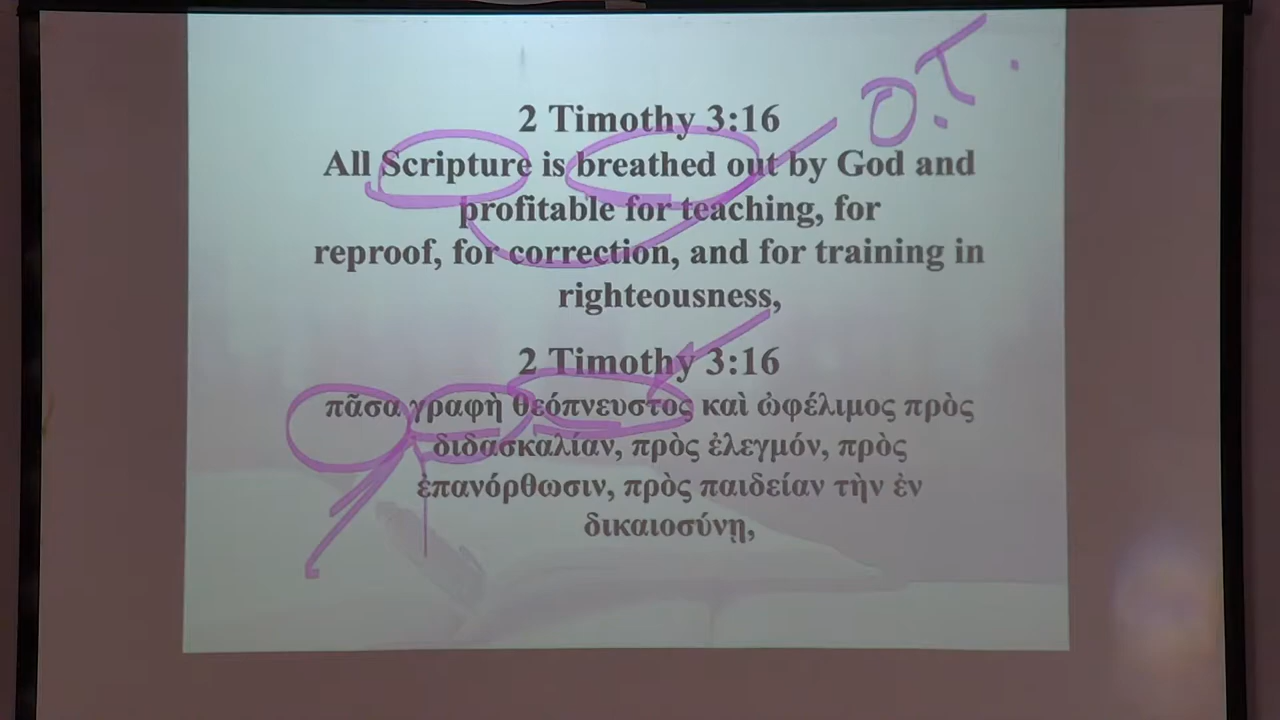 O.T.
2 Timothy 3:16
All Scripture is breathed out by God and
profitable for teaching, for
reproof, for correction, and for training in
righteousness,
2 Timothy 3:16
πᾶσα γραφὴ θεόπνευστος καὶ ὠφέλιμος πρὸς
διδασκαλίαν, πρὸς ἐλεγμόν, πρὸς
ἐπανόρθωσιν, πρὸς παιδείαν τὴν ἐν
δικαιοσύνῃ,